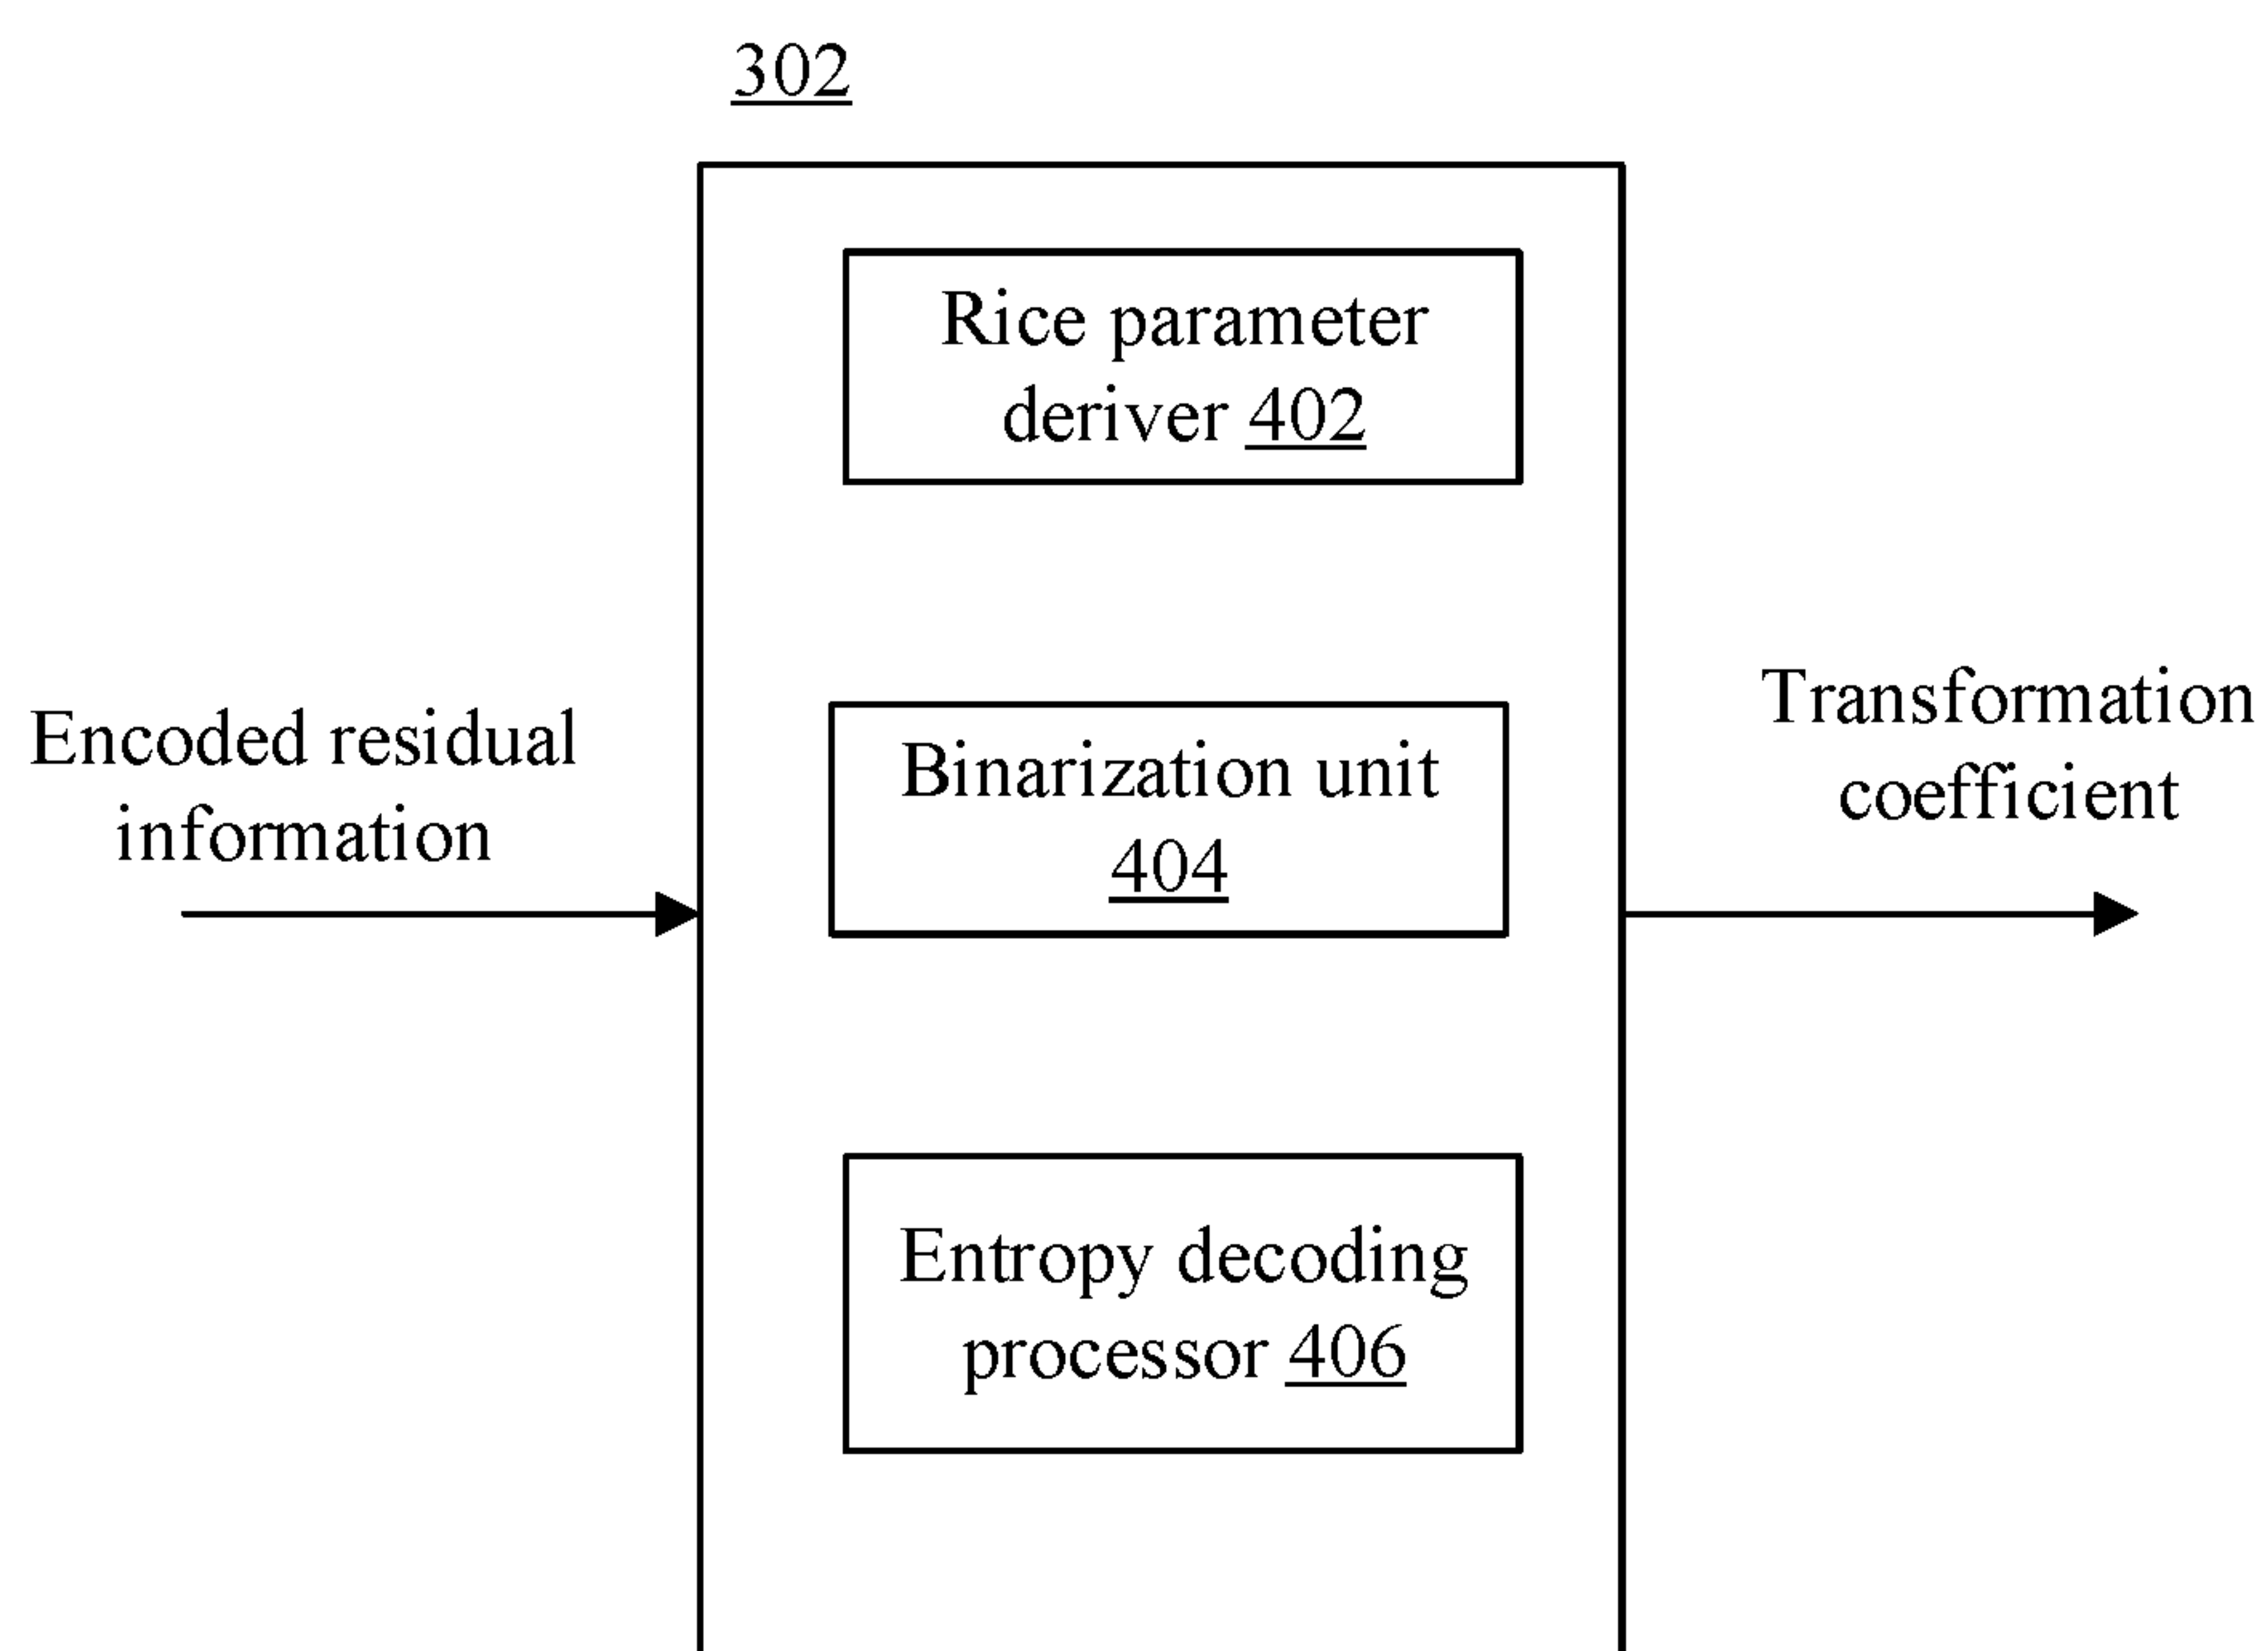 302
Rice parameter
deriver 402
Encoded residual
information
Binarization unit
404
Transformation
coefficient
Entropy decoding
processor 406